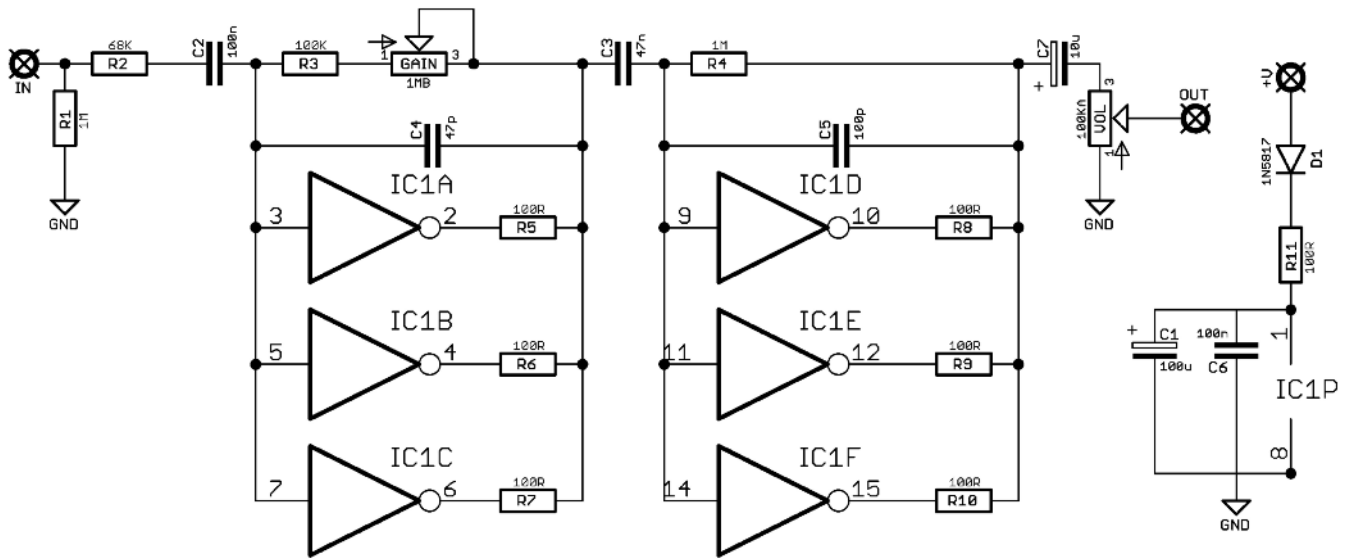 IN
68K
R2
C2
100n
100K
R3
1
GAIN
3
1MB
C3
47n
1M
R4
C7
10u
+
3
100KA
VOL
1
OUT
+V
1N5817
D1
R1
1M
GND
C4
47p
C5
100p
IC1A
3
2
100R
R5
IC1D
9
10
100R
R8
GND
R11
100R
IC1B
5
4
100R
R6
IC1E
11
12
100R
R9
+
C1
100u
100n
C6
1
IC1P
8
GND
IC1C
7
6
100R
R7
IC1F
14
15
100R
R10